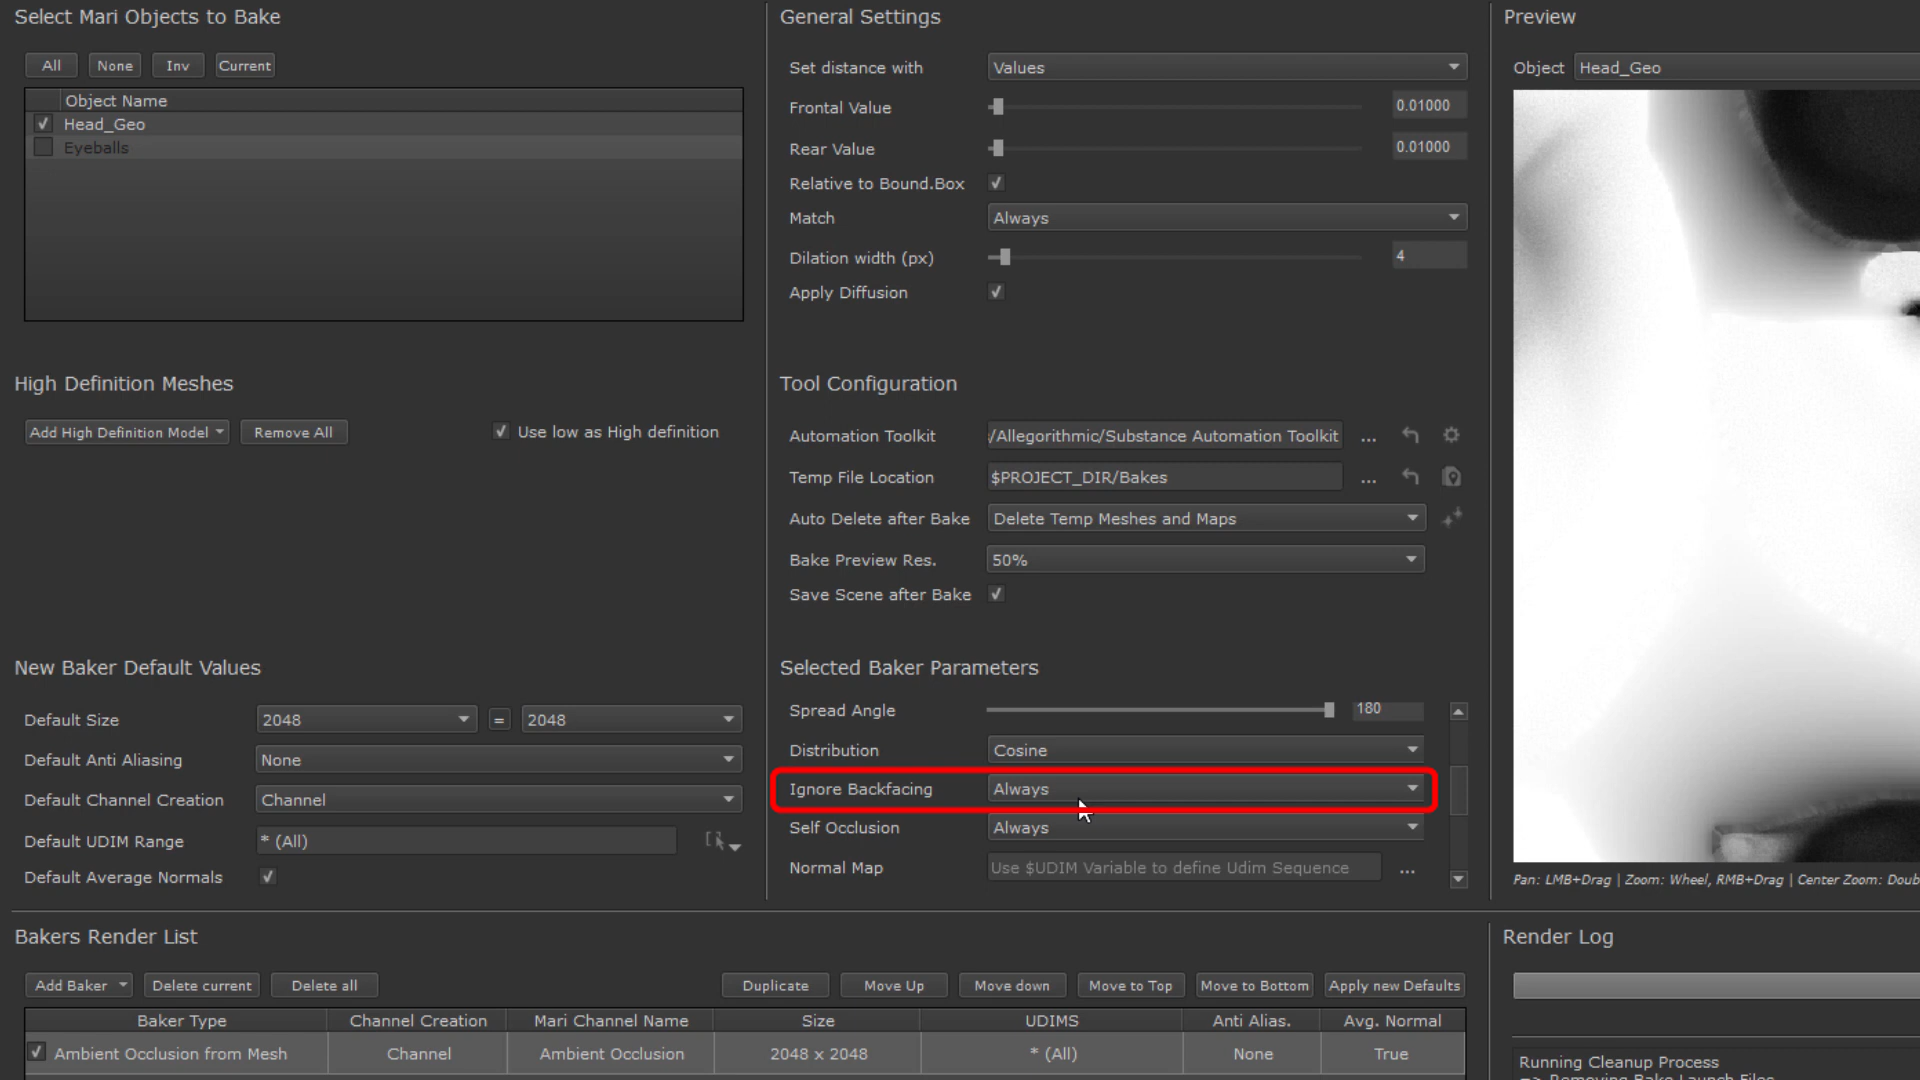 Select Mari Objects to Bake
All None Inv Current
Object Name
Head_Geo
Eyeballs
High Definition Meshes
Add High Definition Model Remove All Use low as High definition
New Baker Default Values
Default Size 2048 = 2048
Default Anti Aliasing None
Default Channel Creation Channel
Default UDIM Range * (All)
Default Average Normals
General Settings
Set distance with Values
Frontal Value 0.01000
Rear Value 0.01000
Relative to Bound.Box
Match Always
Dilation width (px) 4
Apply Diffusion
Tool Configuration
Automation Toolkit /Allegorithmic/Substance Automation Toolkit ...
Temp File Location $PROJECT_DIR/Bakes ...
Auto Delete after Bake Delete Temp Meshes and Maps
Bake Preview Res. 50%
Save Scene after Bake
Selected Baker Parameters
Spread Angle 180
Distribution Cosine
Ignore Backfacing Always
Self Occlusion Always
Normal Map Use $UDIM Variable to define Udim Sequence ...
Preview
Object Head_Geo
Pan: LMB+Drag | Zoom: Wheel, RMB+Drag | Center Zoom: Doub
Bakers Render List
Add Baker Delete current Delete all Duplicate Move Up Move down Move to Top Move to Bottom Apply new Defaults
Baker Type Channel Creation Mari Channel Name Size UDIMS Anti Alias. Avg. Normal
Ambient Occlusion from Mesh Channel Ambient Occlusion 2048 x 2048 * (All) None True
Render Log
Running Cleanup Process
=> Removing Bake Launch Files